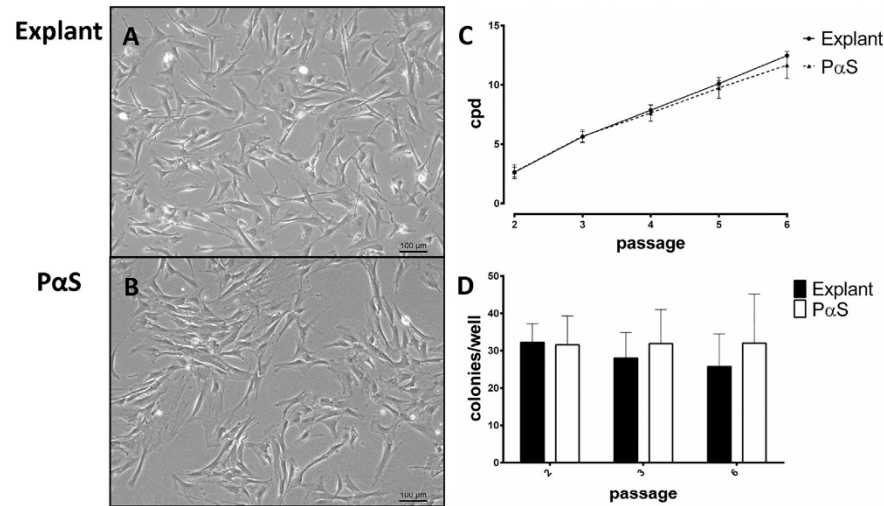 Explant
A
100 µm
PαS
B
100 µm
C
Explant
PαS
15
10
5
0
cpd
2 3 4 5 6
passage
D
Explant
PαS
50
40
30
20
10
0
colonies/well
2 3 6
passage